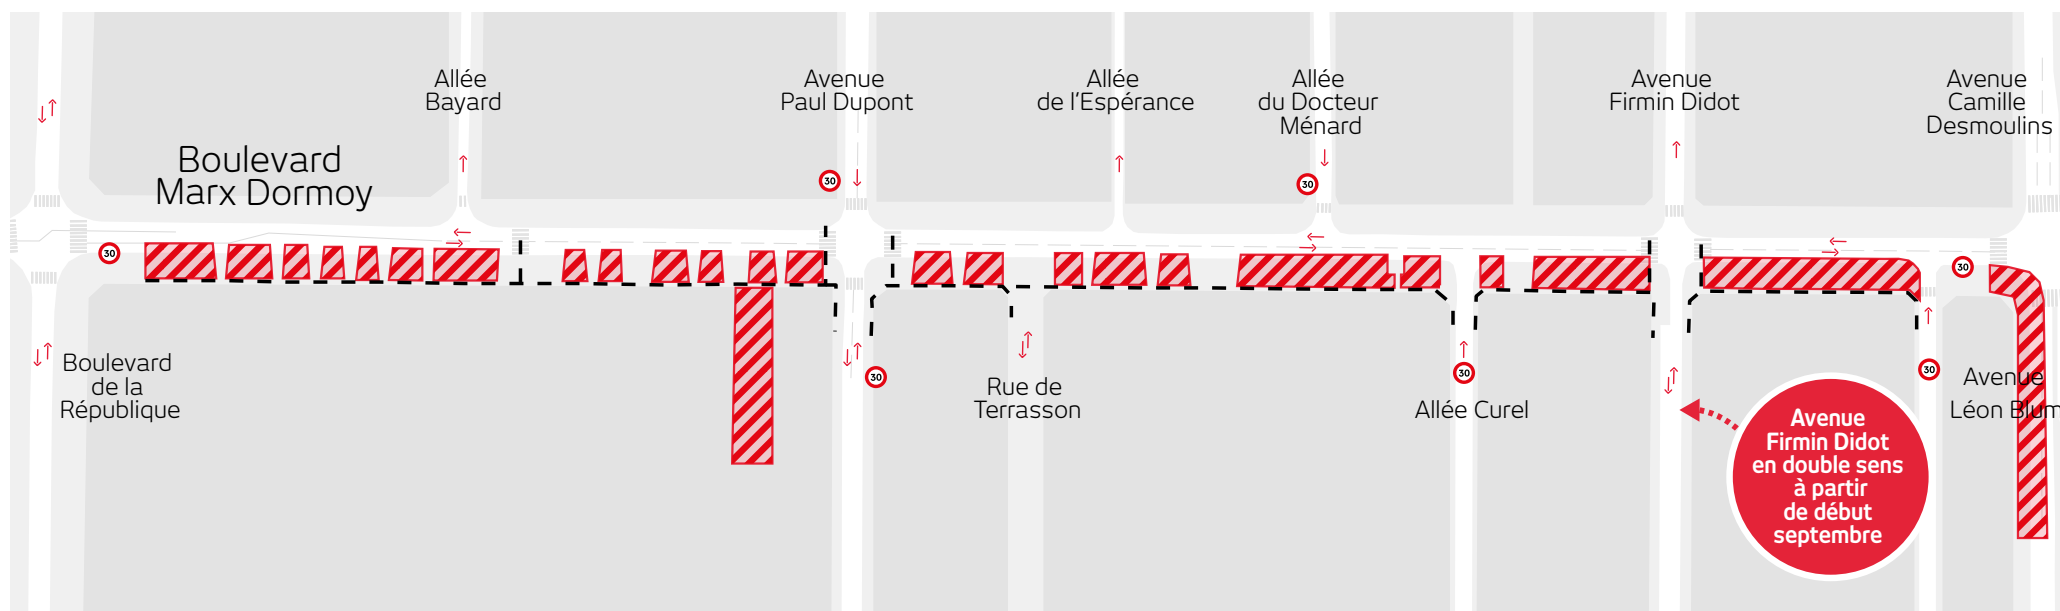 Allée
Bayard
Avenue
Paul Dupont
Allée
de l'Espérance
Allée
du Docteur
Ménard
Avenue
Firmin Didot
Avenue
Camille
Desmoulins
Boulevard
Marx Dormoy
30
30
30
30
30
30
30
Boulevard
de la
République
Rue de
Terrasson
Allée Curel
Avenue
Léon Blum
Avenue
Firmin Didot
en double sens
à partir
de début
septembre